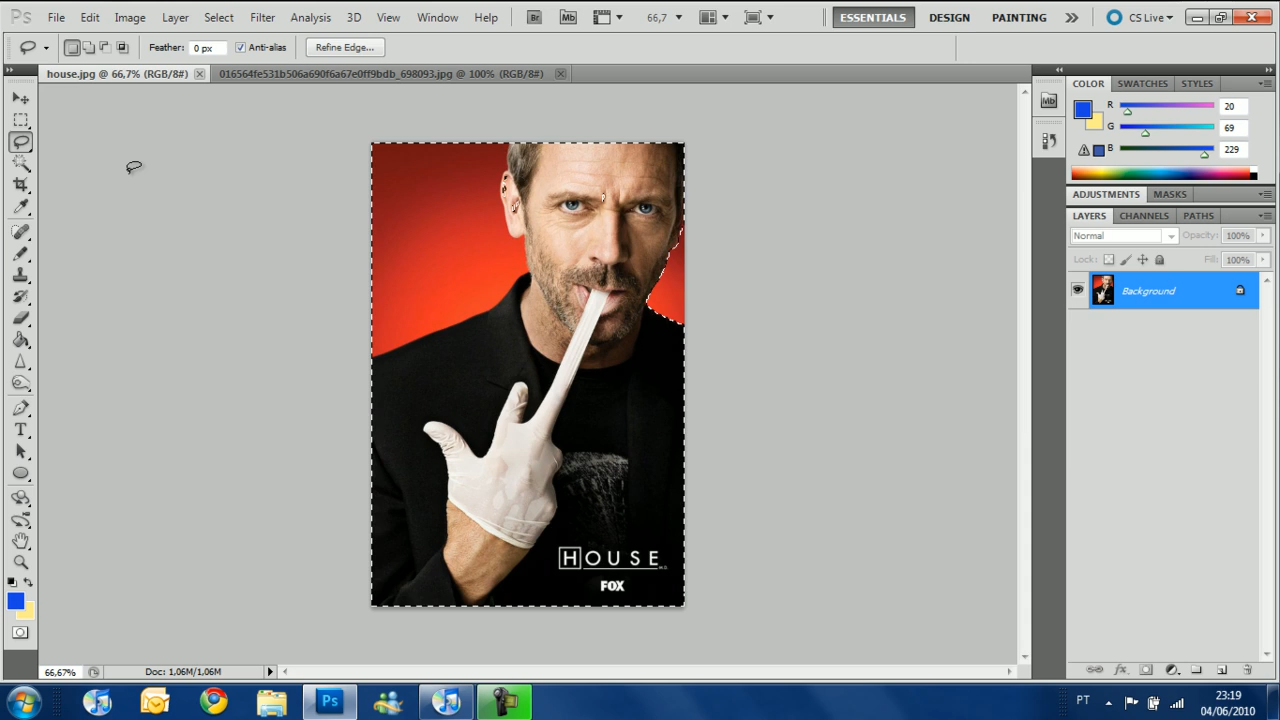 Ps File Edit Image Layer Select Filter Analysis 3D View Window Help Br Mb 66,7 ESSENTIALS DESIGN PAINTING CS Live
Feather: 0 px Anti-alias Refine Edge...
house.jpg @ 66,7% (RGB/8#) 016564fe531b506a690f6a67e0ff9bdb_698093.jpg @ 100% (RGB/8#)
COLOR SWATCHES STYLES
Mb
R 20
G 69
B 229
ADJUSTMENTS MASKS
LAYERS CHANNELS PATHS
Normal Opacity: 100%
Lock: Fill: 100%
Background
T
HOUSE M.D.
FOX
66,67% Doc: 1,06M/1,06M
fx
Ps PT 23:19
04/06/2010